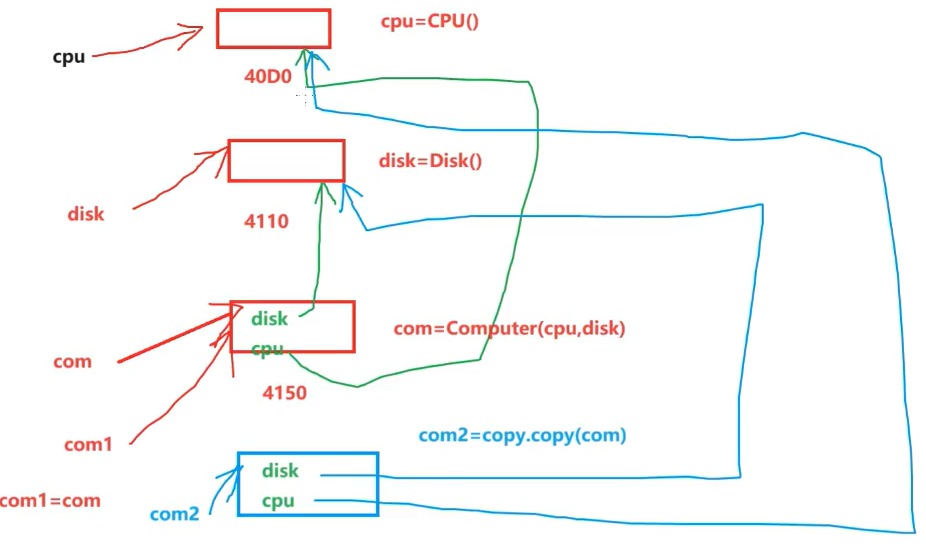 cpu=CPU()
cpu
40D0
disk=Disk()
disk
4110
disk
com=Computer(cpu,disk)
cpu
com
4150
com1
com2=copy.copy(com)
disk
com1=com
cpu
com2